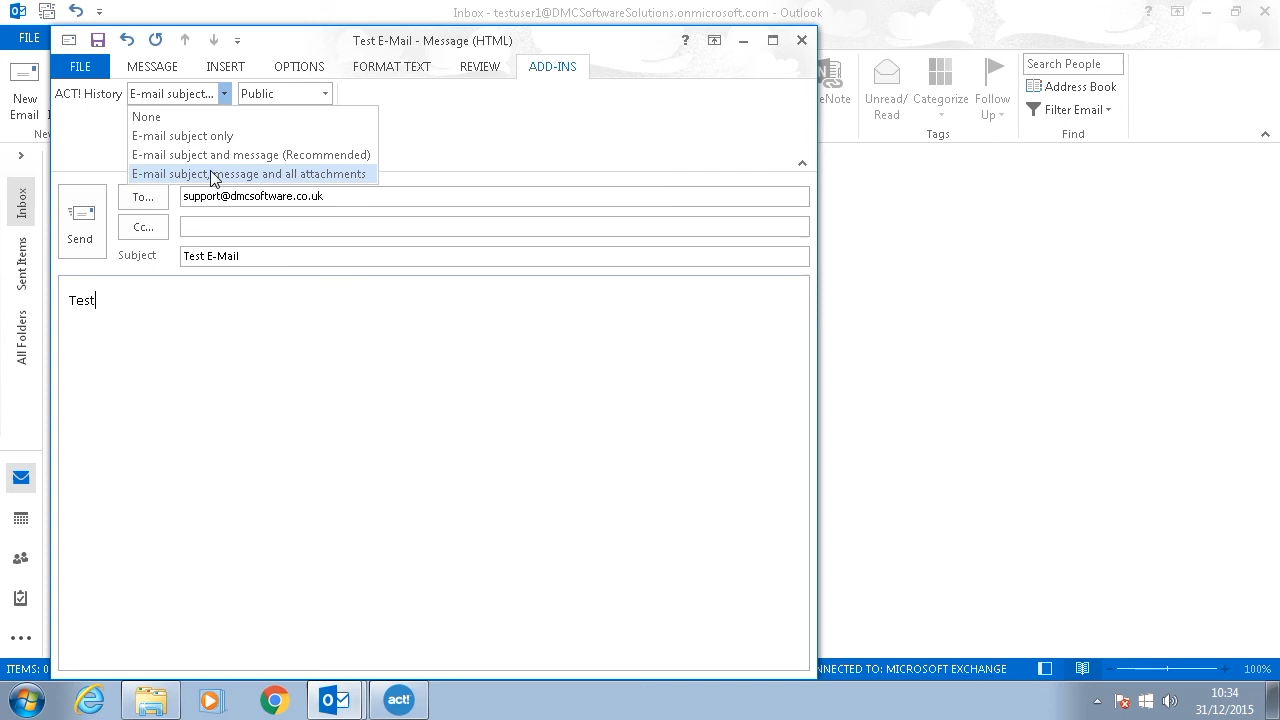 Inbox - testuser1@DMCSoftwareSolutions.onmicrosoft.com - Outlook
FILE
Test E-Mail - Message (HTML)
FILE MESSAGE INSERT OPTIONS FORMAT TEXT REVIEW ADD-INS
ACT! History E-mail subject... Public
None
E-mail subject only
E-mail subject and message (Recommended)
E-mail subject, message and all attachments
New
Email
Unread/
Read
Categorize
Follow
Up
Search People
Address Book
Filter Email
Tags
Find
Send
To... support@dmcsoftware.co.uk
Cc...
Subject Test E-Mail
Test
Inbox
Sent Items
All Folders
ITEMS: 0
NNECTED TO: MICROSOFT EXCHANGE
100%
act!
10:34
31/12/2015